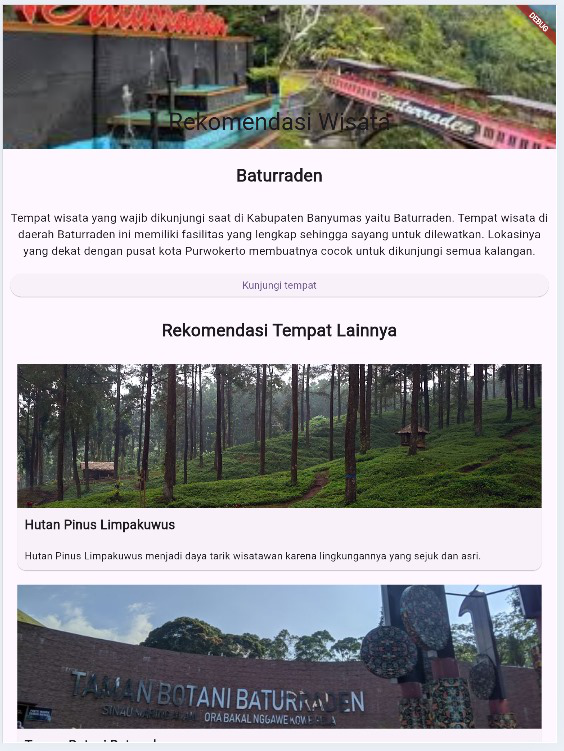 DEBUG
Baturraden
Rekomendasi Wisata
Baturraden
Tempat wisata yang wajib dikunjungi saat di Kabupaten Banyumas yaitu Baturraden. Tempat wisata di
daerah Baturraden ini memiliki fasilitas yang lengkap sehingga sayang untuk dilewatkan. Lokasinya
yang dekat dengan pusat kota Purwokerto membuatnya cocok untuk dikunjungi semua kalangan.
Kunjungi tempat
Rekomendasi Tempat Lainnya
Hutan Pinus Limpakuwus
Hutan Pinus Limpakuwus menjadi daya tarik wisatawan karena lingkungannya yang sejuk dan asri.
TAMAN BOTANI BATURRADEN
ORA BAKAL NGGAWE